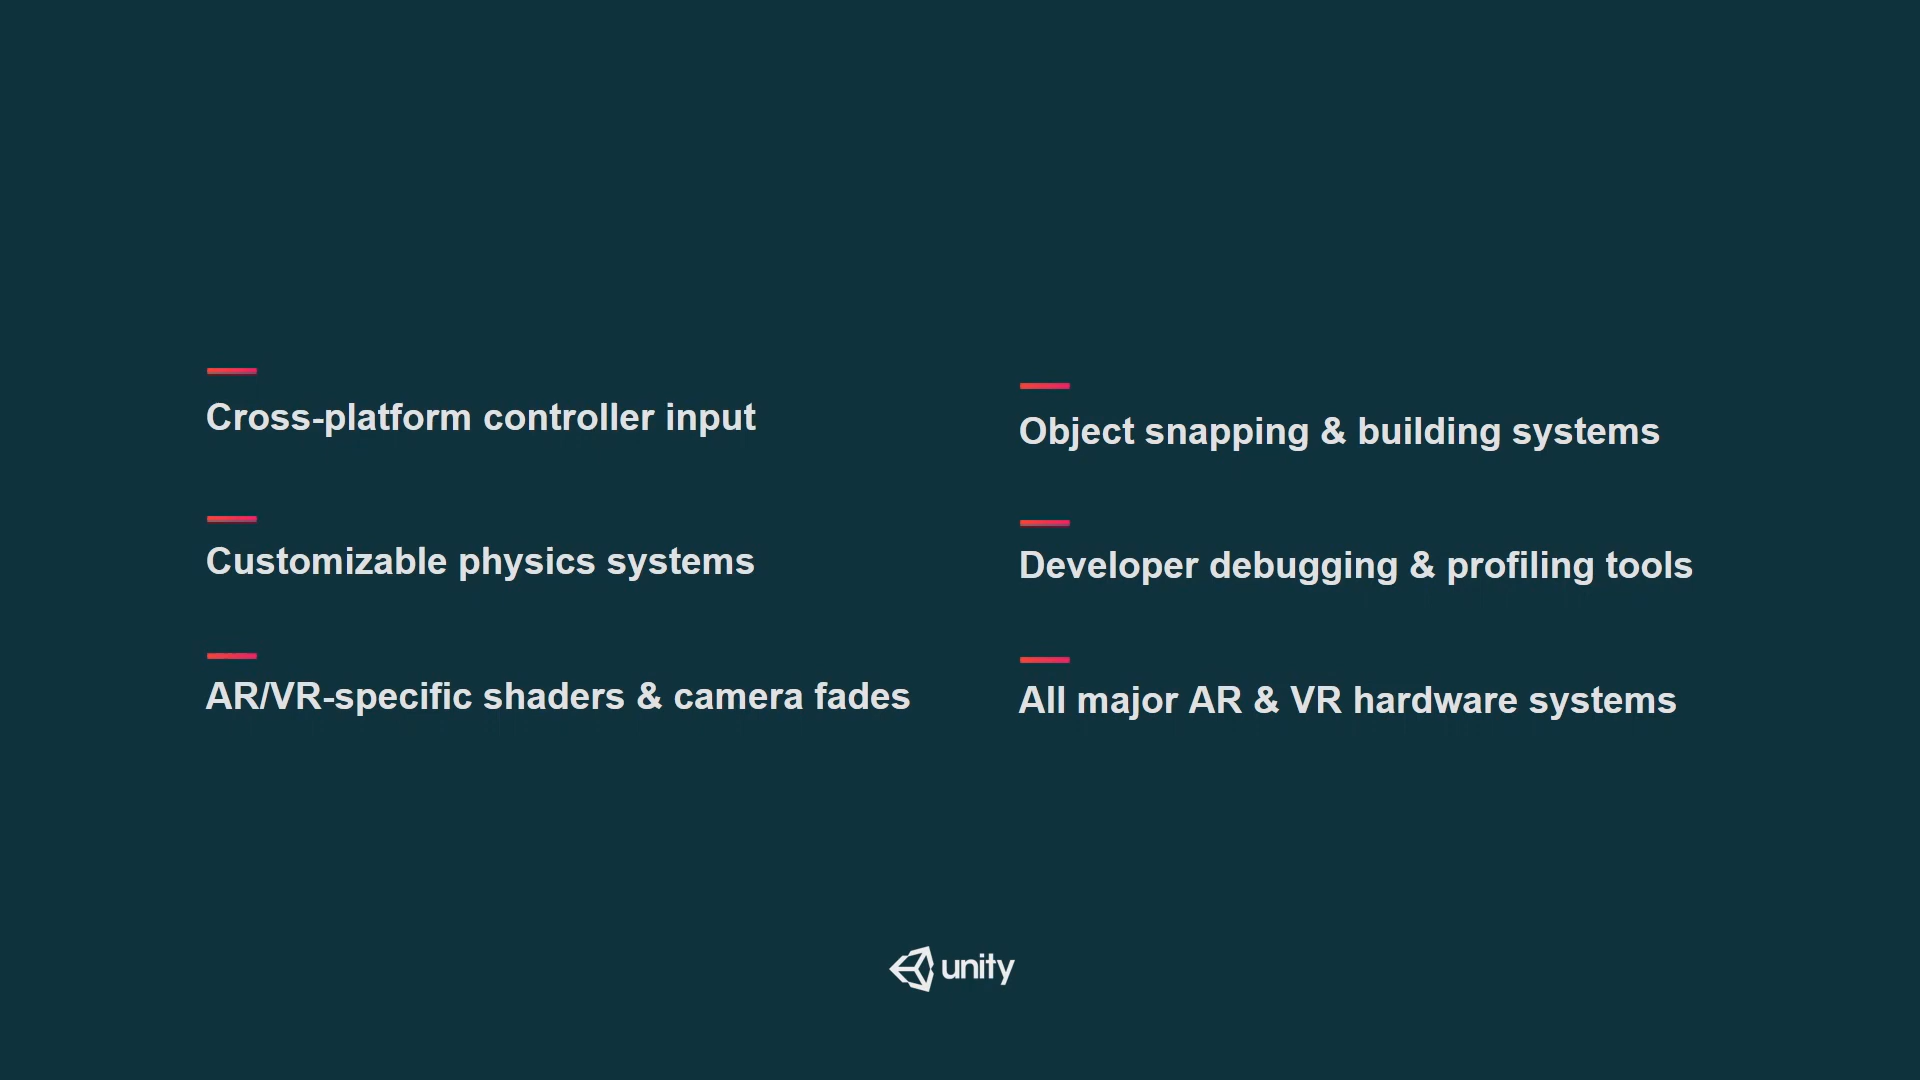 Cross-platform controller input
Customizable physics systems
AR/VR-specific shaders & camera fades
Object snapping & building systems
Developer debugging & profiling tools
All major AR & VR hardware systems
unity